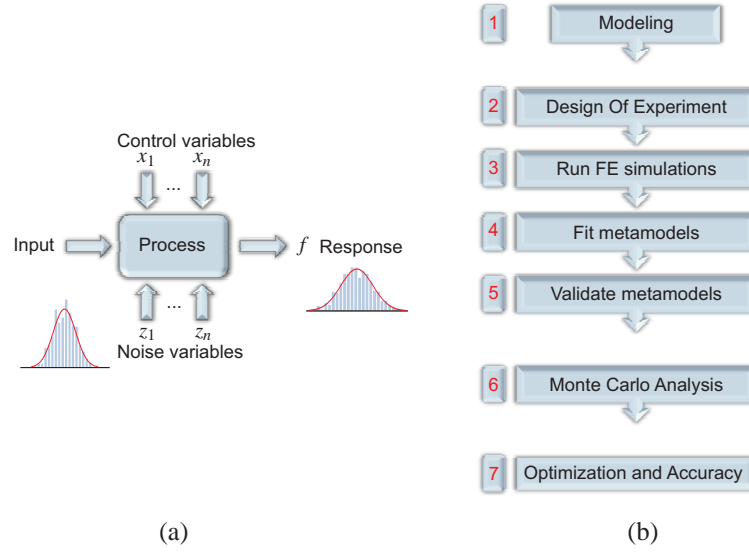 Control variables
x1 ... xn
Input
Process
f Response
...
z1 zn
Noise variables
(a)
1 Modeling
2 Design Of Experiment
3 Run FE simulations
4 Fit metamodels
5 Validate metamodels
6 Monte Carlo Analysis
7 Optimization and Accuracy
(b)